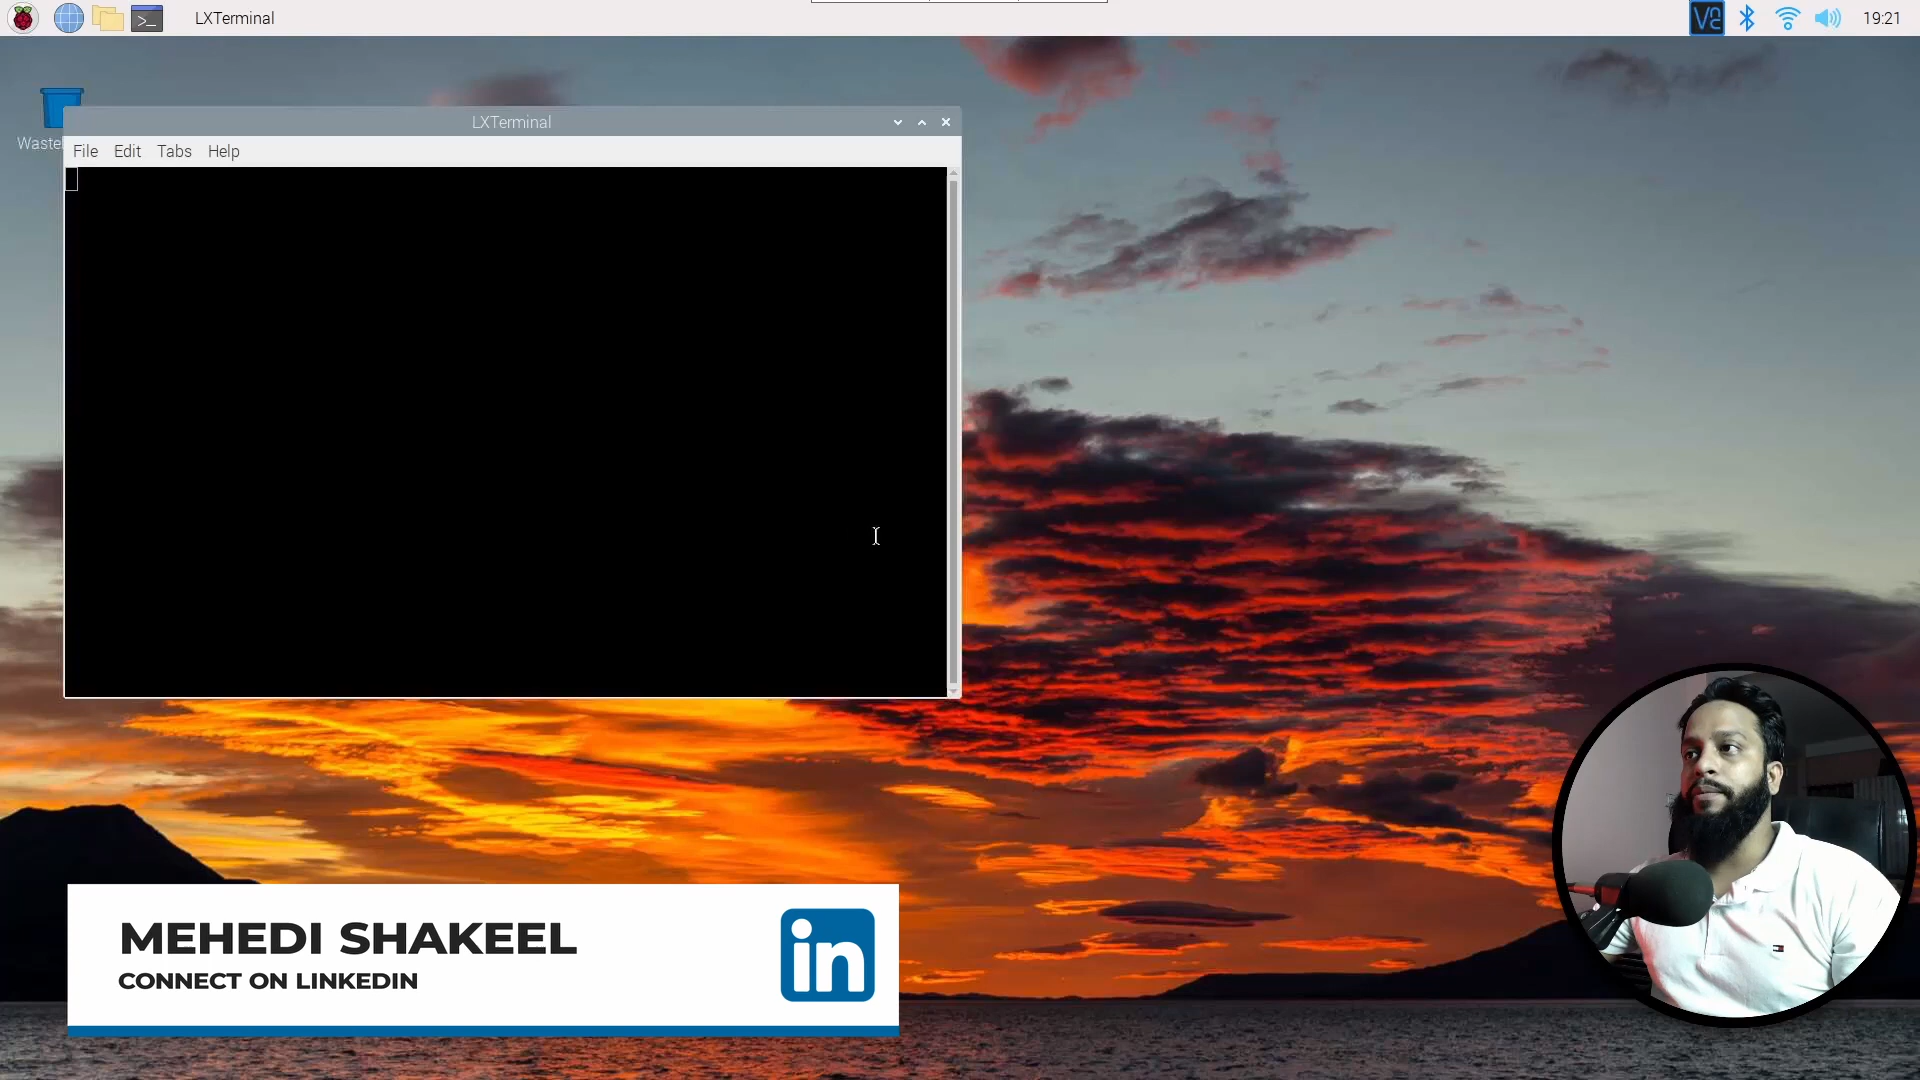 LXTerminal
19:21
Waste
LXTerminal
File Edit Tabs Help
MEHEDI SHAKEEL
CONNECT ON LINKEDIN
in